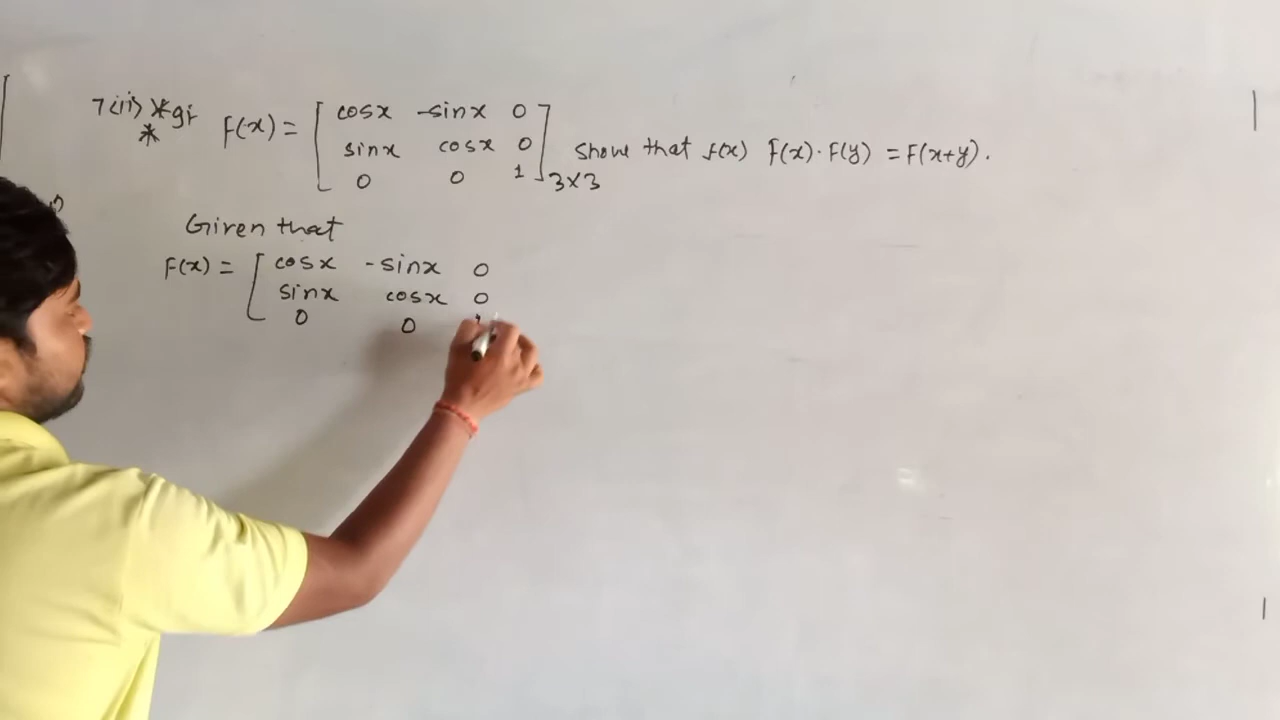 7(ii) * gf F(x) = [ cosx -sinx 0
sinx cosx 0
0 0 1 ]3×3 show that f(x) F(x)·F(y) = F(x+y).
*
Given that
F(x) = [ cosx -sinx 0
sinx cosx 0
0 0